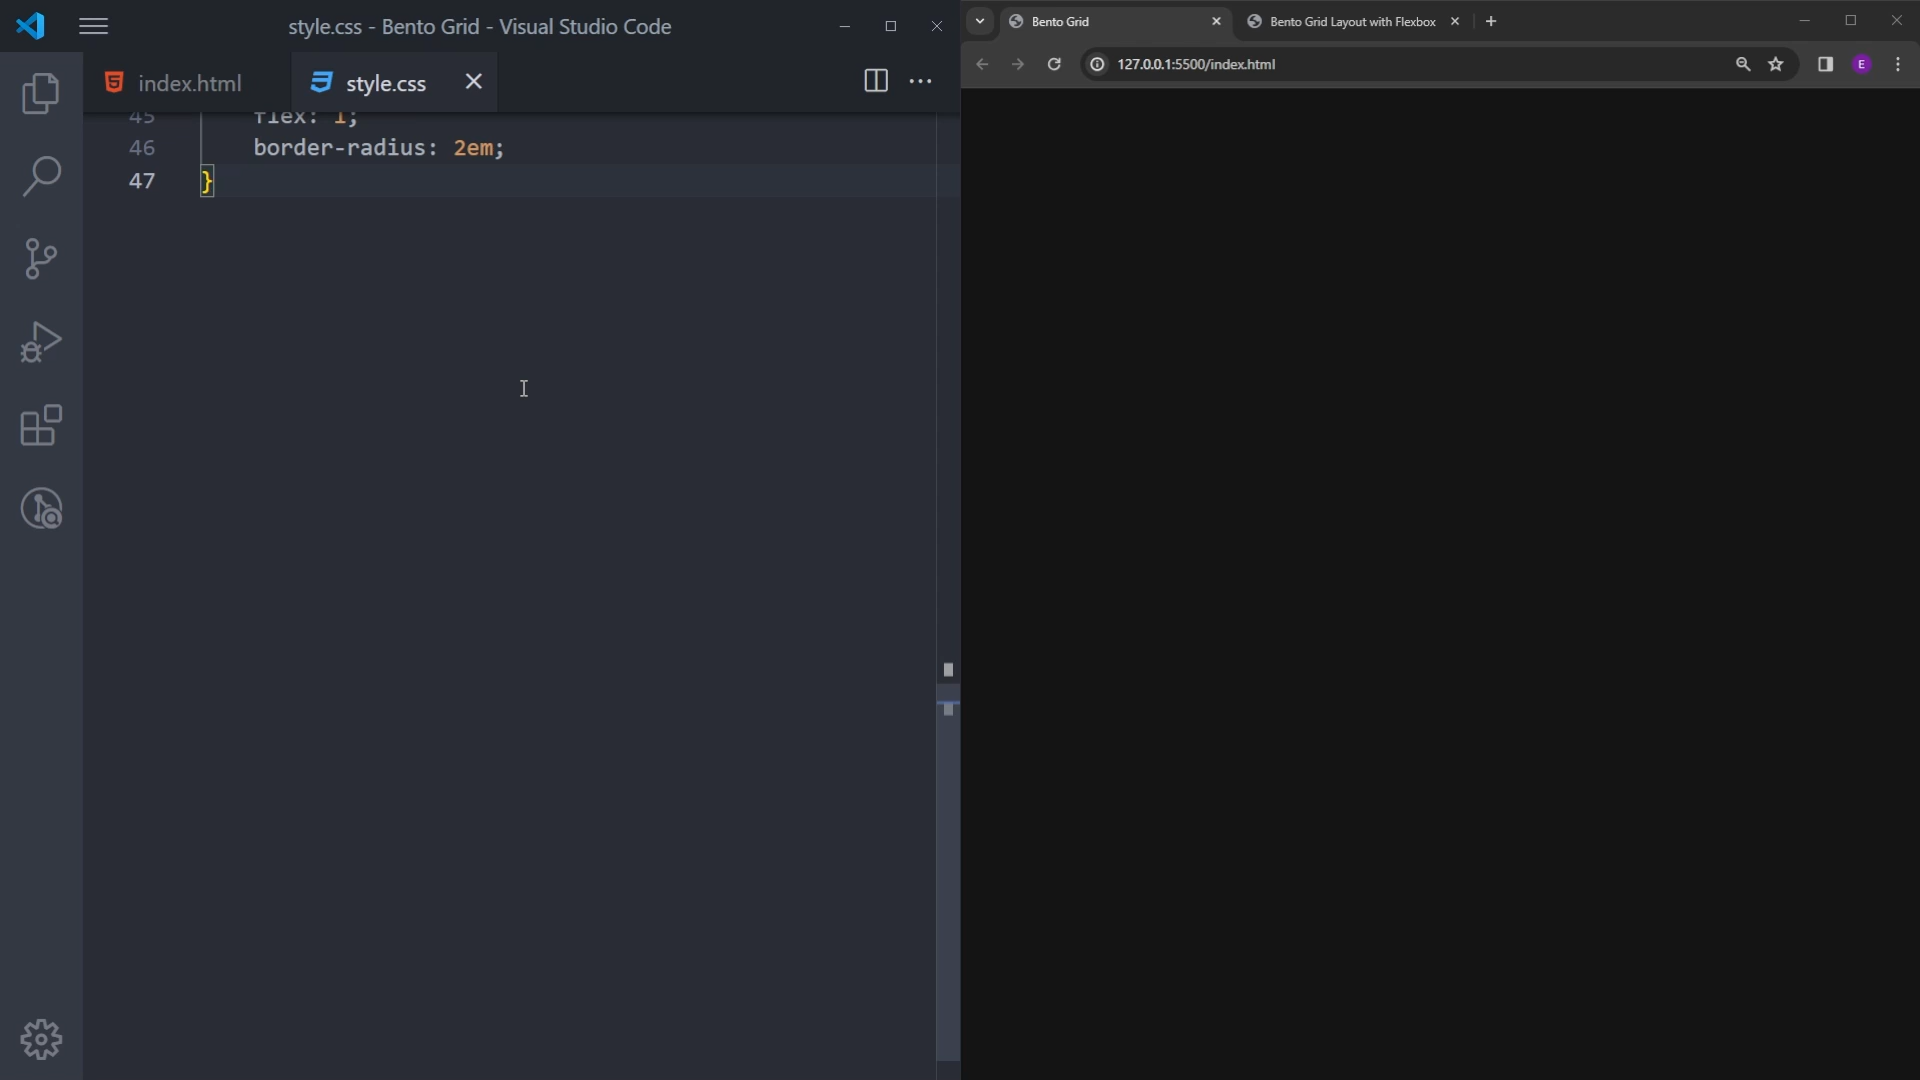 style.css - Bento Grid - Visual Studio Code
index.html
style.css
45 flex: 1;
46 border-radius: 2em;
47 }
Bento Grid
Bento Grid Layout with Flexbox
127.0.0.1:5500/index.html
E